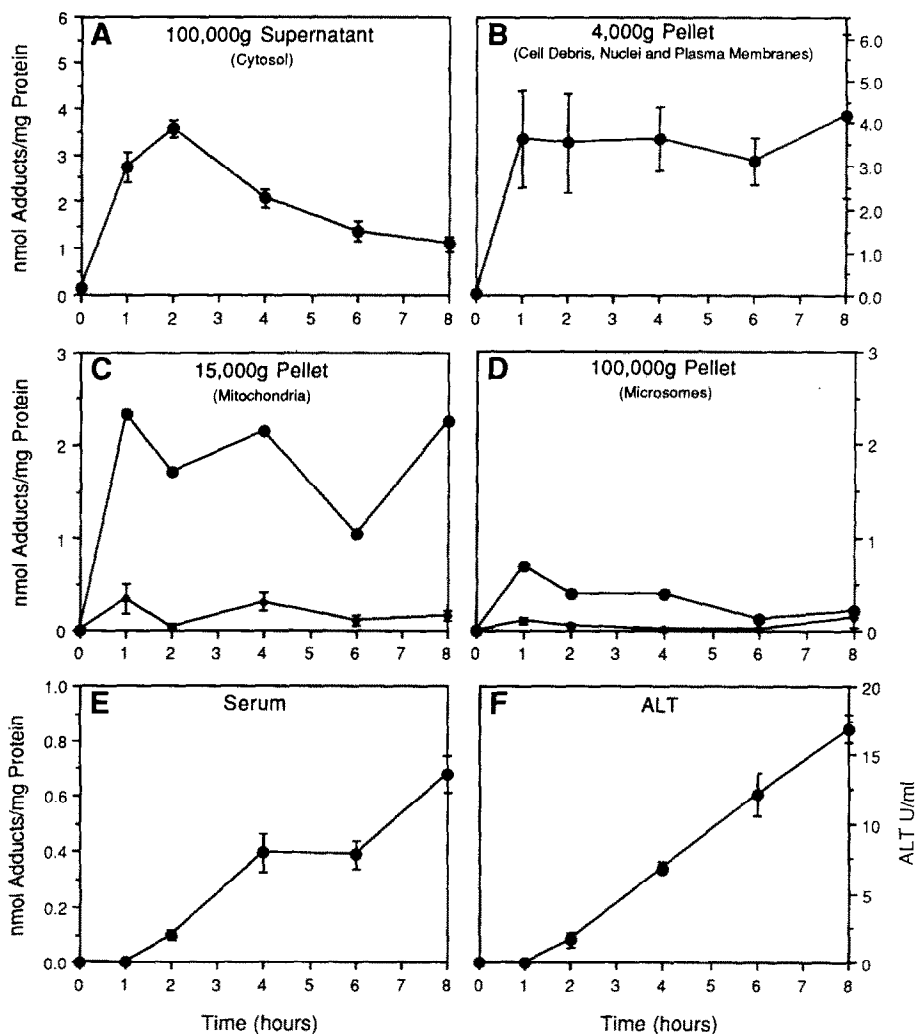 A
100,000g Supernatant
(Cytosol)
nmol Adducts/mg Protein
6
5
4
3
2
1
0
0 1 2 3 4 5 6 7 8
B
4,000g Pellet
(Cell Debris, Nuclei and Plasma Membranes)
6.0
5.0
4.0
3.0
2.0
1.0
0.0
0 1 2 3 4 5 6 7 8
C
15,000g Pellet
(Mitochondria)
nmol Adducts/mg Protein
3
2
1
0
0 1 2 3 4 5 6 7 8
D
100,000g Pellet
(Microsomes)
3
2
1
0
0 1 2 3 4 5 6 7 8
E
Serum
nmol Adducts/mg Protein
1.0
0.8
0.6
0.4
0.2
0.0
0 1 2 3 4 5 6 7 8
Time (hours)
F
ALT
20
15
10
5
0
ALT U/ml
0 1 2 3 4 5 6 7 8
Time (hours)